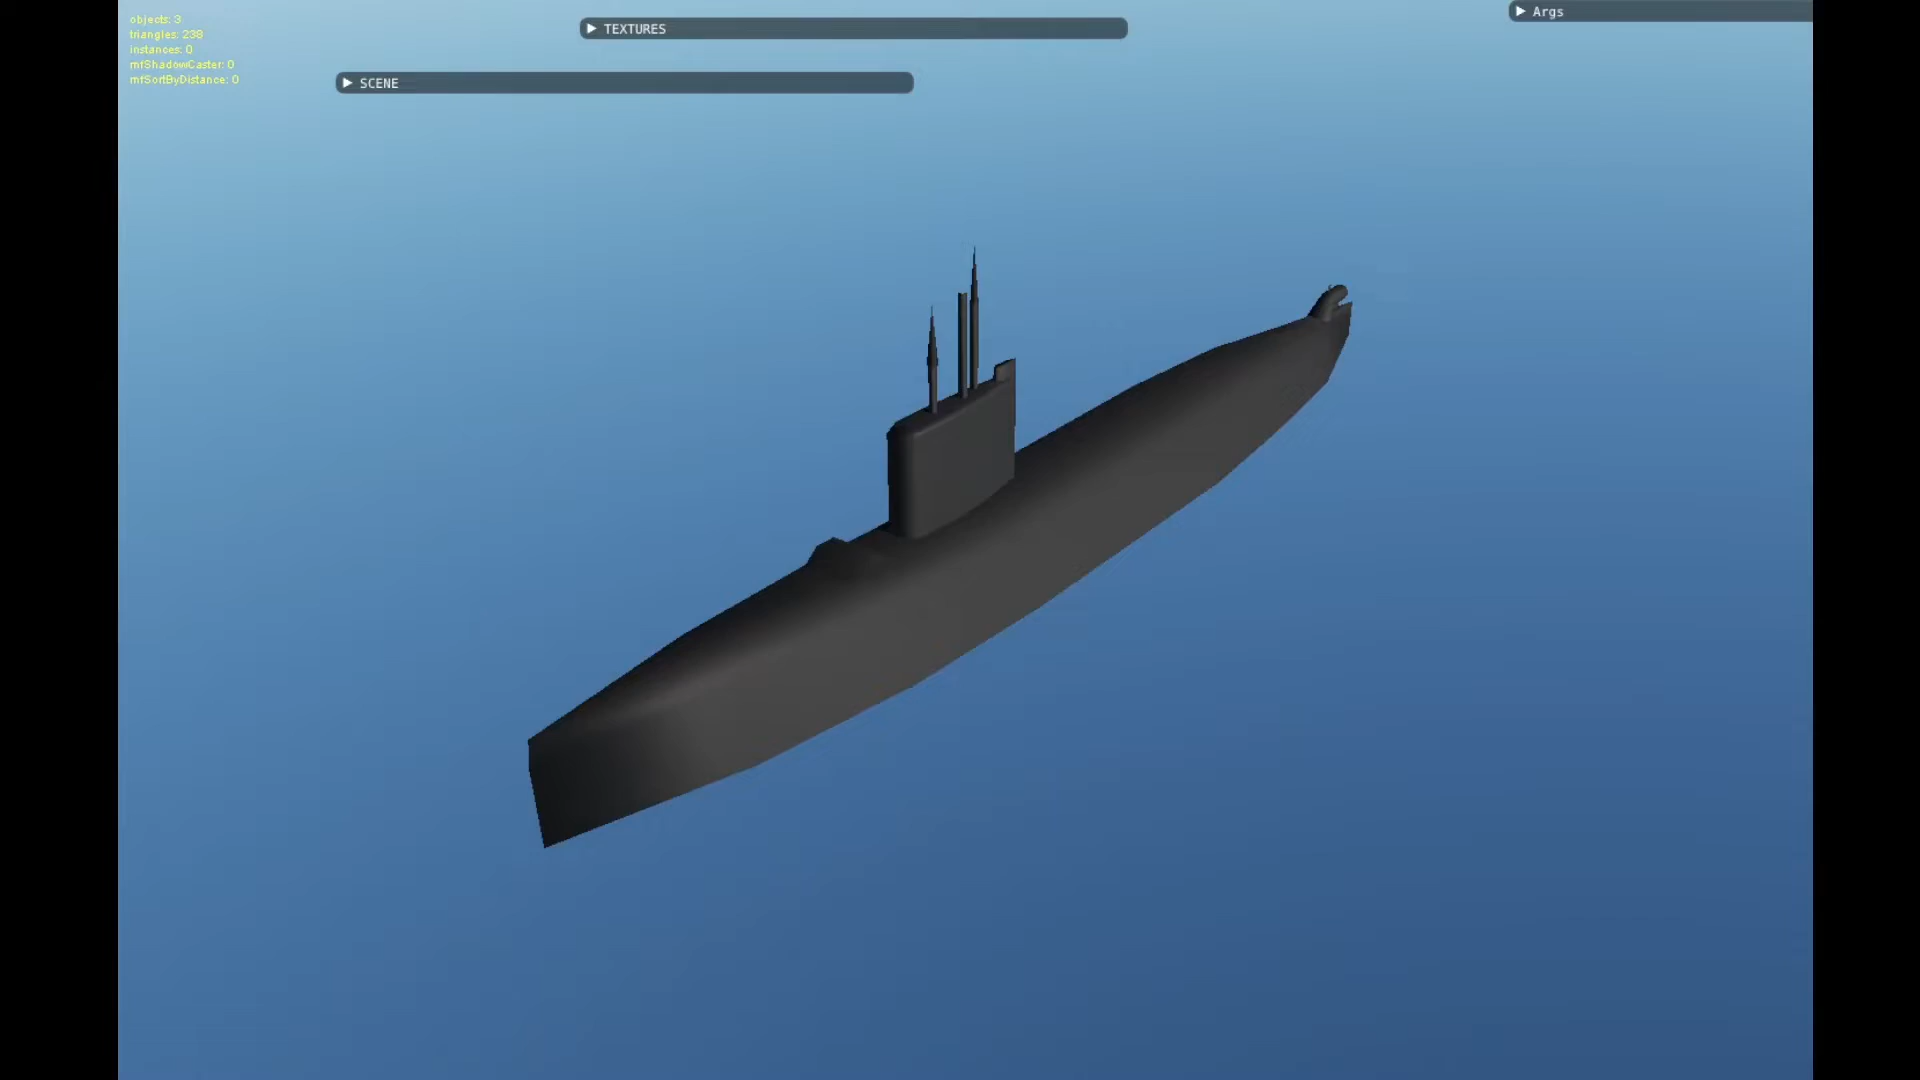 objects: 3
triangles: 238
instances: 0
mfShadowCaster: 0
mfSortByDistance: 0
TEXTURES
SCENE
Args